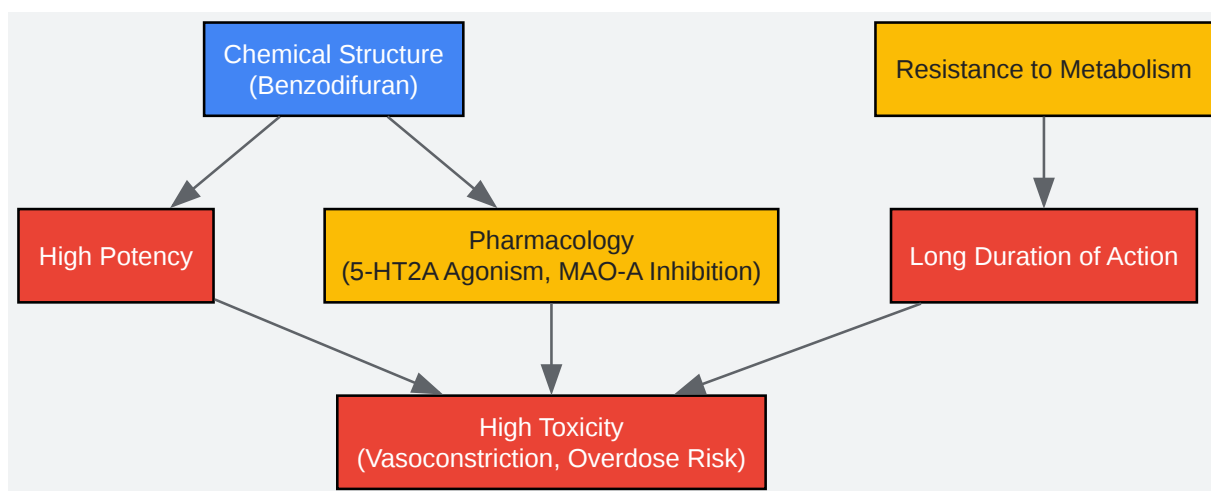 Chemical Structure
(Benzodifuran)
Resistance to Metabolism
High Potency
Pharmacology
(5-HT2A Agonism, MAO-A Inhibition)
Long Duration of Action
High Toxicity
(Vasoconstriction, Overdose Risk)